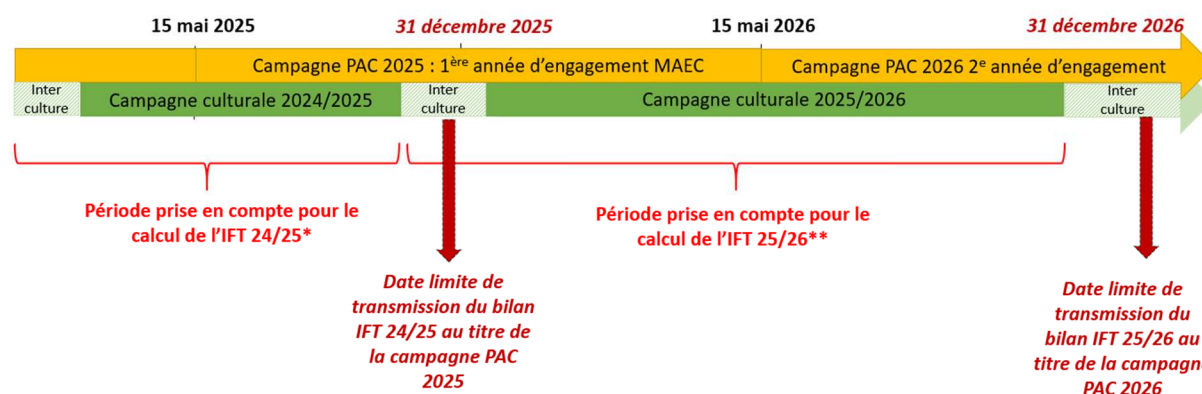 15 mai 2025
31 décembre 2025
15 mai 2026
31 décembre 2026
Campagne PAC 2025 : 1ère année d'engagement MAEC
Campagne PAC 2026 2e année d'engagement
Inter
culture
Campagne culturale 2024/2025
Inter
culture
Campagne culturale 2025/2026
Inter
culture
Période prise en compte pour le
calcul de l'IFT 24/25*
Période prise en compte pour le
calcul de l'IFT 25/26**
Date limite de
transmission du bilan
IFT 24/25 au titre de
la campagne PAC
2025
Date limite de
transmission du
bilan IFT 25/26 au
titre de la campagne
PAC 2026